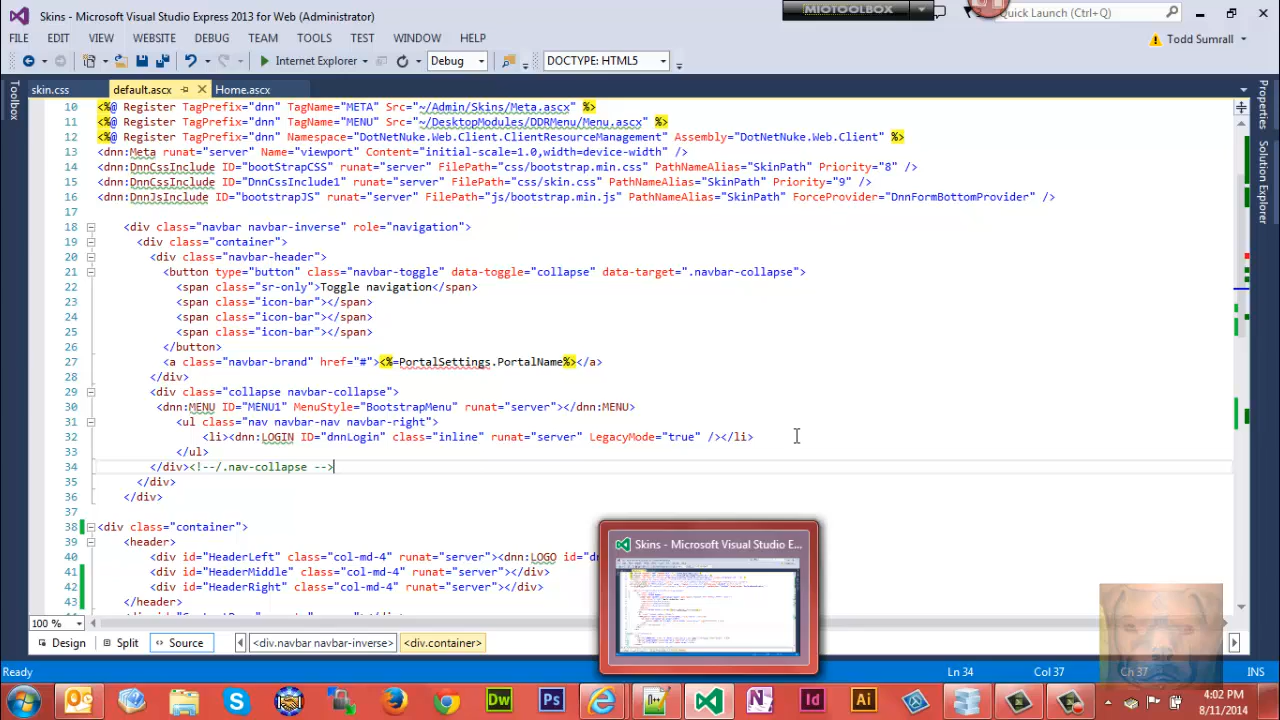 Skins - Microsoft Visual Studio Express 2013 for Web (Administrator)
MIOTOOLBOX
Quick Launch (Ctrl+Q)
FILE EDIT VIEW WEBSITE DEBUG TEAM TOOLS TEST WINDOW HELP
Todd Sumrall
Internet Explorer Debug DOCTYPE: HTML5
Toolbox
skin.css default.ascx Home.ascx
Properties
Solution Explorer
10 <%@ Register TagPrefix="dnn" TagName="META" Src="~/Admin/Skins/Meta.ascx" %>
11 <%@ Register TagPrefix="dnn" TagName="MENU" Src="~/DesktopModules/DDRMenu/Menu.ascx" %>
12 <%@ Register TagPrefix="dnn" Namespace="DotNetNuke.Web.Client.ClientResourceManagement" Assembly="DotNetNuke.Web.Client" %>
13 <dnn:Meta runat="server" Name="viewport" Content="initial-scale=1.0,width=device-width" />
14 <dnn:DnnCssInclude ID="bootStrapCSS" runat="server" FilePath="css/bootstrap.min.css" PathNameAlias="SkinPath" Priority="8" />
15 <dnn:DnnCssInclude ID="DnnCssInclude1" runat="server" FilePath="css/skin.css" PathNameAlias="SkinPath" Priority="9" />
16 <dnn:DnnJsInclude ID="bootstrapJS" runat="server" FilePath="js/bootstrap.min.js" PathNameAlias="SkinPath" ForceProvider="DnnFormBottomProvider" />
17
18 <div class="navbar navbar-inverse" role="navigation">
19 <div class="container">
20 <div class="navbar-header">
21 <button type="button" class="navbar-toggle" data-toggle="collapse" data-target=".navbar-collapse">
22 <span class="sr-only">Toggle navigation</span>
23 <span class="icon-bar"></span>
24 <span class="icon-bar"></span>
25 <span class="icon-bar"></span>
26 </button>
27 <a class="navbar-brand" href="#"><%=PortalSettings.PortalName%></a>
28 </div>
29 <div class="collapse navbar-collapse">
30 <dnn:MENU ID="MENU1" MenuStyle="BootstrapMenu" runat="server"></dnn:MENU>
31 <ul class="nav navbar-nav navbar-right">
32 <li><dnn:LOGIN ID="dnnLogin" class="inline" runat="server" LegacyMode="true" /></li>
33 </ul>
34 </div><!--/.nav-collapse -->
35 </div>
36 </div>
37
38 <div class="container">
39 <header>
40 <div id="HeaderLeft" class="col-md-4" runat="server"><dnn:LOGO id="d
41 <div id="HeaderMiddle" class="col-md-4" runat="server"></div>
42 <div id="HeaderRight" class="col-md-4" runat="server"></div>
43 </header>
Skins - Microsoft Visual Studio E...
100 %
Design Split Source <div.navbar navbar-inverse> <div.container>
Ready Ln 34 Col 37 Ch 37 INS
Dw Ps Id Ai
4:02 PM
8/11/2014